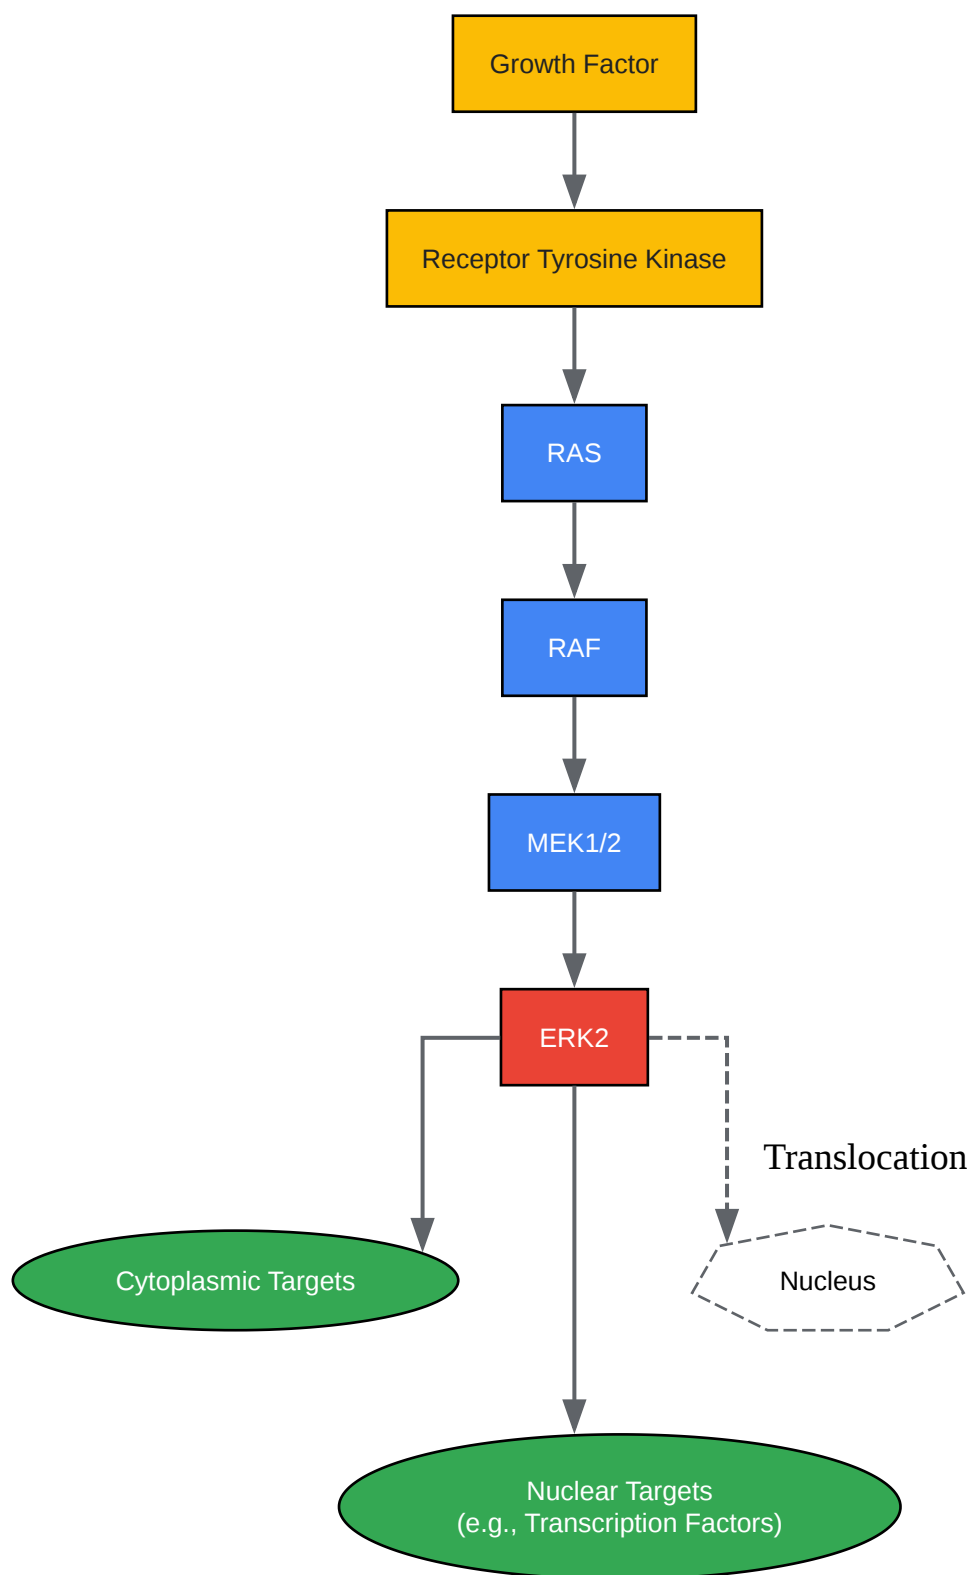 Growth Factor
Receptor Tyrosine Kinase
RAS
RAF
MEK1/2
ERK2
Translocation
Cytoplasmic Targets
Nucleus
Nuclear Targets
(e.g., Transcription Factors)